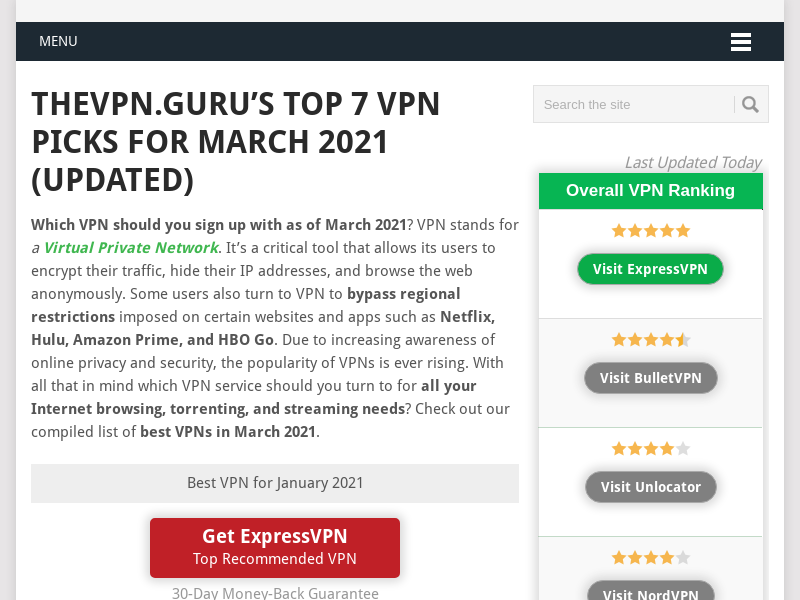 MENU
THEVPN.GURU’S TOP 7 VPN
PICKS FOR MARCH 2021
(UPDATED)
Which VPN should you sign up with as of March 2021? VPN stands for
a Virtual Private Network. It’s a critical tool that allows its users to
encrypt their traffic, hide their IP addresses, and browse the web
anonymously. Some users also turn to VPN to bypass regional
restrictions imposed on certain websites and apps such as Netflix,
Hulu, Amazon Prime, and HBO Go. Due to increasing awareness of
online privacy and security, the popularity of VPNs is ever rising. With
all that in mind which VPN service should you turn to for all your
Internet browsing, torrenting, and streaming needs? Check out our
compiled list of best VPNs in March 2021.
Best VPN for January 2021
Get ExpressVPN
Top Recommended VPN
30-Day Money-Back Guarantee
Search the site
Last Updated Today
Overall VPN Ranking
Visit ExpressVPN
Visit BulletVPN
Visit Unlocator
Visit NordVPN